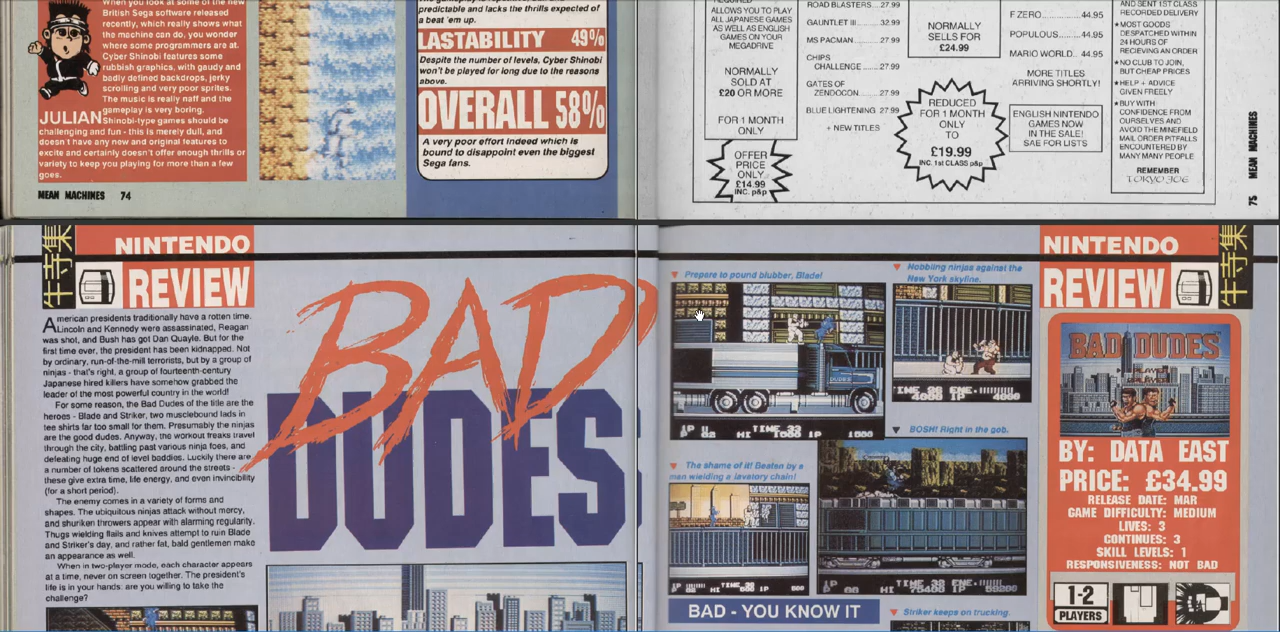 When you look at some of the new
British Sega software released
recently, which really shows what
the machine can do, you wonder
where some programmers are at.
Cyber Shinobi features some
rubbish graphics, with gaudy and
badly defined backdrops, jerky
scrolling and very poor sprites.
The music is really naff and the
gameplay is very boring.
JULIAN Shinobi-type games should be
challenging and fun - this is merely dull, and
doesn't have any new and original features to
excite and certainly doesn't offer enough thrills or
variety to keep you playing for more than a few
goes.
MEAN MACHINES 74
predictable and lacks the thrills expected of
a beat 'em up.
LASTABILITY 49%
Despite the number of levels, Cyber Shinobi
won't be played for long due to the reasons
above.
OVERALL 58%
A very poor effort indeed which is
bound to disappoint even the biggest
Sega fans.
REQUIRED
ALLOWS YOU TO PLAY
ALL JAPANESE GAMES
AS WELL AS ENGLISH
GAMES ON YOUR
MEGADRIVE
NORMALLY
SOLD AT
£20 OR MORE
FOR 1 MONTH
ONLY
OFFER
PRICE
ONLY
£14.99
INC. p&p
ROAD BLASTERS.... 27.99
GAUNTLET III........ 32.99
MS PACMAN......... 27.99
CHIPS
CHALLENGE......... 27.99
GATES OF
ZENDOCON......... 27.99
BLUE LIGHTENING 27.99
+ NEW TITLES
NORMALLY
SELLS FOR
£24.99
REDUCED
FOR 1 MONTH
ONLY
TO
£19.99
INC. 1st CLASS p&p
F ZERO............ 44.95
POPULOUS....... 44.95
MARIO WORLD.. 44.95
MORE TITLES
ARRIVING SHORTLY!
ENGLISH NINTENDO
GAMES NOW
IN THE SALE!
SAE FOR LISTS
AND SENT 1ST CLASS
RECORDED DELIVERY
★MOST GOODS
DESPATCHED WITHIN
24 HOURS OF
RECIEVING AN ORDER
★NO CLUB TO JOIN,
BUT CHEAP PRICES
★HELP + ADVICE
GIVEN FREELY
★BUY WITH
CONFIDENCE FROM
OURSELVES AND
AVOID THE MINEFIELD
MAIL ORDER PITFALLS
ENCOUNTERED BY
MANY MANY PEOPLE
REMEMBER
TOKYO JOE
75 MEAN MACHINES
NINTENDO
REVIEW
American presidents traditionally have a rotten time.
Lincoln and Kennedy were assassinated, Reagan
was shot, and Bush has got Dan Quayle. But for the
first time ever, the president has been kidnapped. Not
by ordinary, run-of-the-mill terrorists, but by a group of
ninjas - that's right, a group of fourteenth-century
Japanese hired killers have somehow grabbed the
leader of the most powerful country in the world!
For some reason, the Bad Dudes of the title are the
heroes - Blade and Striker, two musclebound lads in
tee shirts far too small for them. Presumably the ninjas
are the good dudes. Anyway, the workout freaks travel
through the city, battling past various ninja foes, and
defeating huge end of level baddies. Luckily there are
a number of tokens scattered around the streets -
these give extra time, life energy, and even invincibility
(for a short period).
The enemy comes in a variety of forms and
shapes. The ubiquitous ninjas attack without mercy,
and shuriken throwers appear with alarming regularity.
Thugs wielding flails and knives attempt to ruin Blade
and Striker's day, and rather fat, bald gentlemen make
an appearance as well.
When in two-player mode, each character appears
at a time, never on screen together. The president's
life is in your hands: are you willing to take the
challenge?
BAD
DUDES
Prepare to pound blubber, Blade!
DUDES
Nobbling ninjas against the
New York skyline.
The shame of it! Beaten by a
man wielding a lavatory chain!
BOSH! Right in the gob.
BAD - YOU KNOW IT
Striker keeps on trucking.
NINTENDO
REVIEW
BAD DUDES
BY: DATA EAST
PRICE: £34.99
RELEASE DATE: MAR
GAME DIFFICULTY: MEDIUM
LIVES: 3
CONTINUES: 3
SKILL LEVELS: 1
RESPONSIVENESS: NOT BAD
1-2
PLAYERS